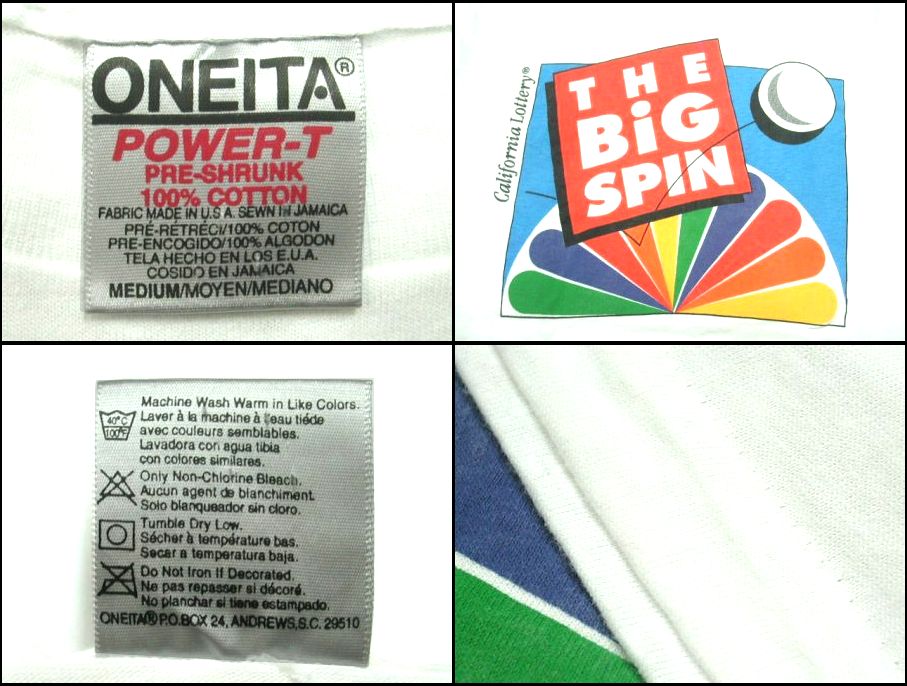 ONEITA®
POWER-T
PRE-SHRUNK
100% COTTON
FABRIC MADE IN U.S.A. SEWN IN JAMAICA
PRÉ-RÉTRÉCI/100% COTON
PRE-ENCOGIDO/100% ALGODON
TELA HECHO EN LOS E.U.A.
COSIDO EN JAMAICA
MEDIUM/MOYEN/MEDIANO
California Lottery®
THE
BiG
SPIN
40°C
100°F
Machine Wash Warm in Like Colors.
Laver à la machine à l'eau tiéde
avec couleurs semblables.
Lavadora con agua tibia
con colores similares.
Only Non-Chlorine Bleach.
Aucun agent de blanchiment.
Solo blanqueador sin cloro.
Tumble Dry Low.
Sécher à température bas.
Secar a temperatura baja.
Do Not Iron If Decorated.
Ne pas repasser si décoré.
No planchar si tiene estampado.
ONEITA® P.O.BOX 24, ANDREWS,S.C. 29510